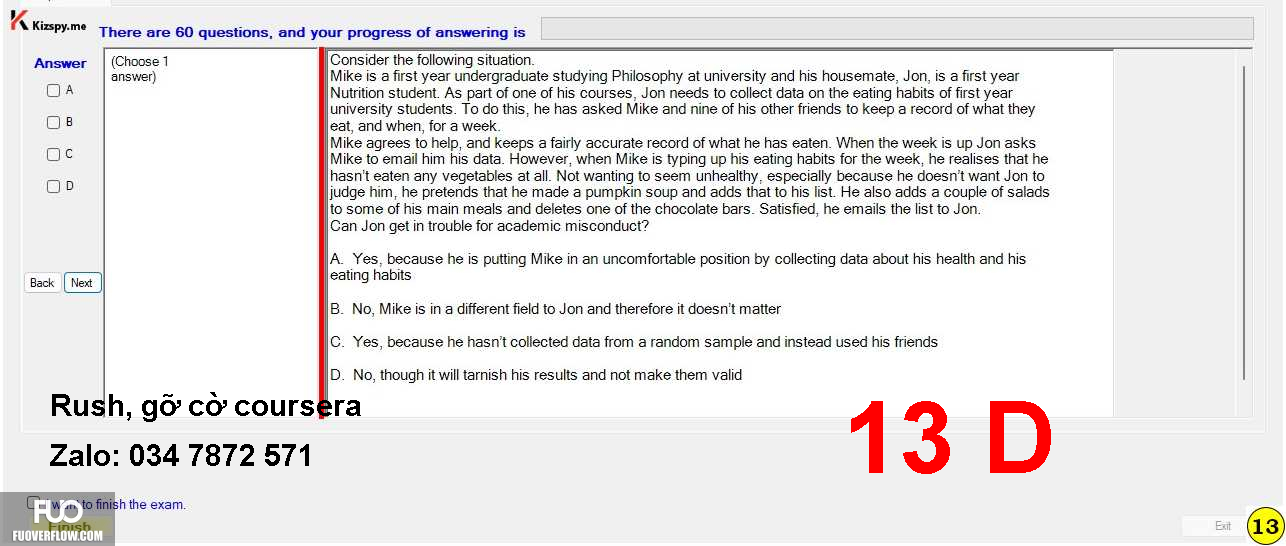 Kizspy.me
There are 60 questions, and your progress of answering is
Answer
(Choose 1
answer)
A
B
C
D
Back
Next
Consider the following situation.
Mike is a first year undergraduate studying Philosophy at university and his housemate, Jon, is a first year
Nutrition student. As part of one of his courses, Jon needs to collect data on the eating habits of first year
university students. To do this, he has asked Mike and nine of his other friends to keep a record of what they
eat, and when, for a week.
Mike agrees to help, and keeps a fairly accurate record of what he has eaten. When the week is up Jon asks
Mike to email him his data. However, when Mike is typing up his eating habits for the week, he realises that he
hasn't eaten any vegetables at all. Not wanting to seem unhealthy, especially because he doesn't want Jon to
judge him, he pretends that he made a pumpkin soup and adds that to his list. He also adds a couple of salads
to some of his main meals and deletes one of the chocolate bars. Satisfied, he emails the list to Jon.
Can Jon get in trouble for academic misconduct?
A. Yes, because he is putting Mike in an uncomfortable position by collecting data about his health and his
eating habits
B. No, Mike is in a different field to Jon and therefore it doesn't matter
C. Yes, because he hasn't collected data from a random sample and instead used his friends
D. No, though it will tarnish his results and not make them valid
Rush, gỡ cờ coursera
Zalo: 034 7872 571
13 D
I want to finish the exam.
Finish
FUO
FUOVERFLOW.COM
Exit
13